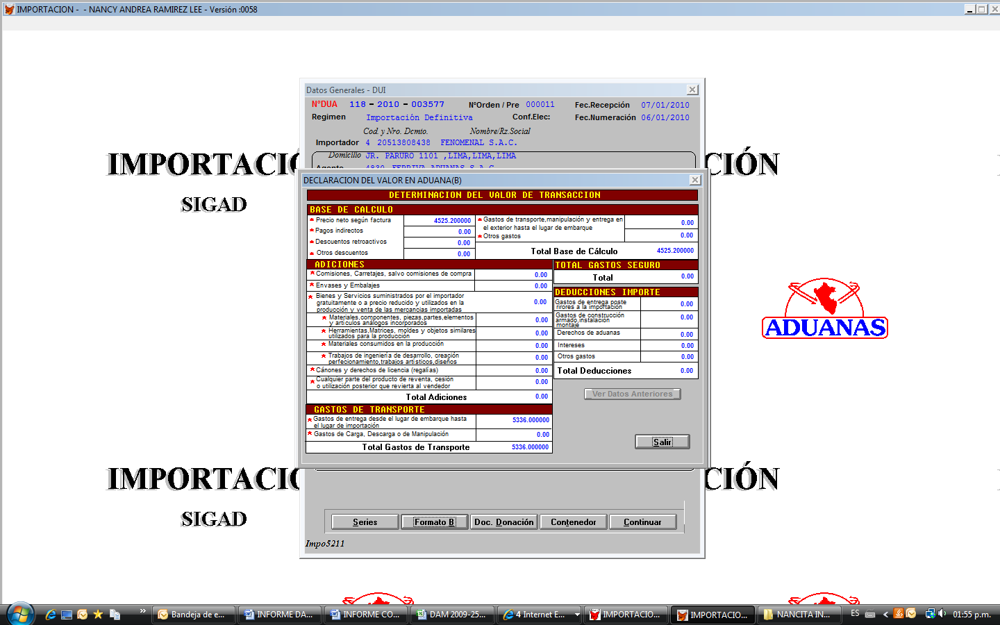 IMPORTACION - - NANCY ANDREA RAMIREZ LEE - Versión :0058
Datos Generales - DUI
N°DUA 118 - 2010 - 003577 N°Orden / Pre 000011 Fec.Recepción 07/01/2010
Regimen Importación Definitiva Conf.Elec: Fec.Numeración 06/01/2010
Cod. y Nro. Dcmto. Nombre/Rz.Social
Importador 4 20513808438 FENOMENAL S.A.C.
Domicilio JR. PARURO 1101 ,LIMA,LIMA,LIMA
Agente 4830 FERRIVA ADUANAS S.A.C.
IMPORTACIÓ CIÓN
SIGAD
DECLARACION DEL VALOR EN ADUANA(B)
DETERMINACION DEL VALOR DE TRANSACCION
BASE DE CALCULO
* Precio neto según factura 4525.200000
* Pagos indirectos 0.00
* Descuentos retroactivos 0.00
* Otros descuentos 0.00
* Gastos de transporte,manipulación y entrega en
el exterior hasta el lugar de embarque 0.00
* Otros gastos 0.00
Total Base de Cálculo 4525.200000
ADICIONES
* Comisiones, Carretajes, salvo comisiones de compra 0.00
* Envases y Embalajes 0.00
* Bienes y Servicios suministrados por el importador
gratuitamente o a precio reducido y utilizados en la
producción y venta de las mercancias importadas 0.00
* Materiales,componentes, piezas,partes,elementos
y artículos análogos incorporados 0.00
* Herramientas,Matrices, moldes y objetos similares
utilizados para la producción 0.00
* Materiales consumidos en la producción 0.00
* Trabajos de ingeniería de desarrollo, creación
perfecionamiento,trabajos artísticos,diseños 0.00
* Cánones y derechos de licencia (regalías) 0.00
* Cualquier parte del producto de reventa, cesión
o utilización posterior que revierta al vendedor 0.00
Total Adiciones 0.00
GASTOS DE TRANSPORTE
* Gastos de entrega desde el lugar de embarque hasta
el lugar de importación 5336.000000
* Gastos de Carga, Descarga o de Manipulación 0.00
Total Gastos de Transporte 5336.000000
TOTAL GASTOS SEGURO
Total 0.00
DEDUCCIONES IMPORTE
Gastos de entrega poste
rirores a la importación 0.00
Gastos de construcción
armado,instalación
montaje 0.00
Derechos de aduanas 0.00
Intereses 0.00
Otros gastos 0.00
Total Deducciones 0.00
Ver Datos Anteriores
Salir
ADUANAS
IMPORTACIÓ CIÓN
SIGAD
Series Formato B Doc. Donación Contenedor Continuar
Impo5211
Bandeja de e... INFORME DA... INFORME CO... DAM 2009-25... 4 Internet E... IMPORTACIO... IMPORTACIO... NANCITA IN... ES 01:55 p.m.